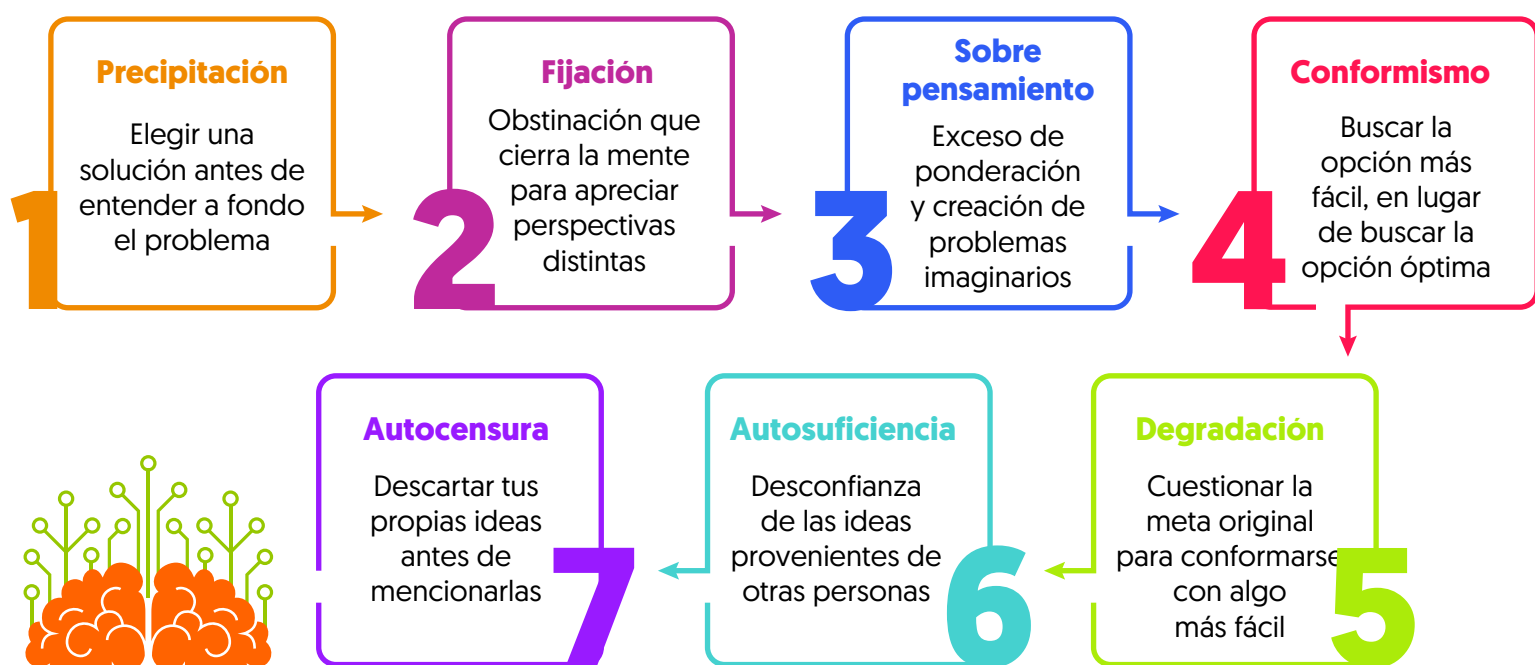 Precipitación
Elegir una
solución antes de
entender a fondo
el problema
1
Fijación
Obstinación que
cierra la mente
para apreciar
perspectivas
distintas
2
Sobre
pensamiento
Exceso de
ponderación
y creación de
problemas
imaginarios
3
Conformismo
Buscar la
opción más
fácil, en lugar
de buscar la
opción óptima
4
Degradación
Cuestionar la
meta original
para conformarse
con algo
más fácil
5
Autosuficiencia
Desconfianza
de las ideas
provenientes de
otras personas
6
Autocensura
Descartar tus
propias ideas
antes de
mencionarlas
7